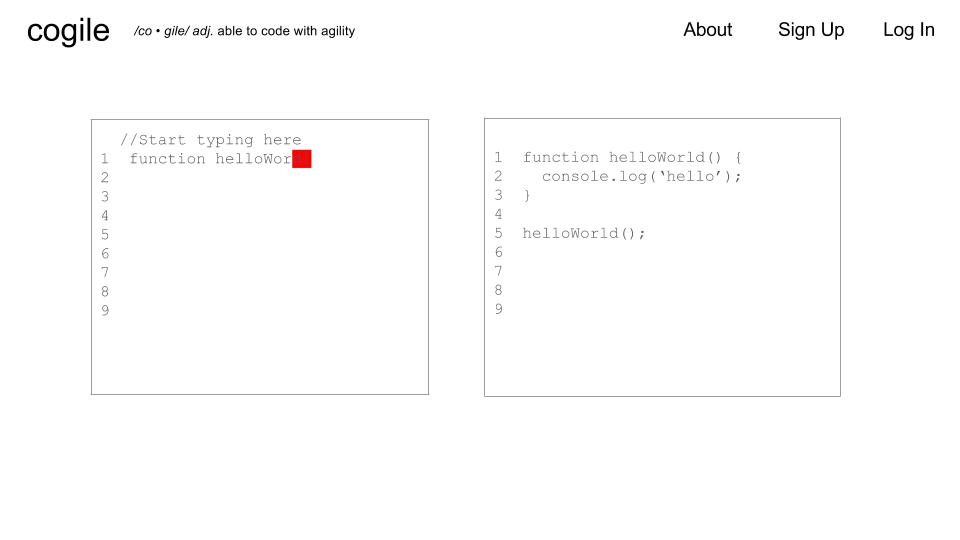 cogile /co • gile/ adj. able to code with agility About Sign Up Log In
//Start typing here
1 function helloWor
2
3
4
5
6
7
8
9
1 function helloWorld() {
2 console.log(‘hello’);
3 }
4
5 helloWorld();
6
7
8
9